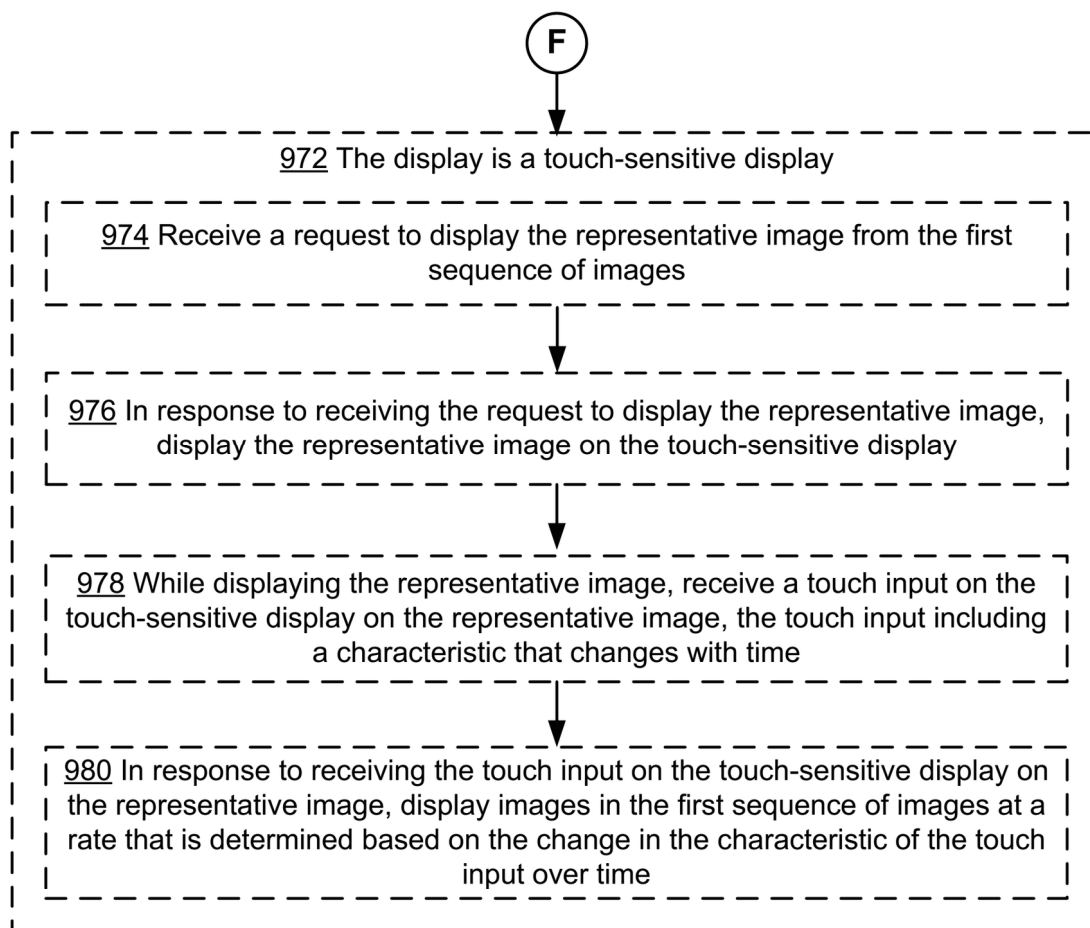 F
972 The display is a touch-sensitive display
974 Receive a request to display the representative image from the first
sequence of images
976 In response to receiving the request to display the representative image,
display the representative image on the touch-sensitive display
978 While displaying the representative image, receive a touch input on the
touch-sensitive display on the representative image, the touch input including
a characteristic that changes with time
980 In response to receiving the touch input on the touch-sensitive display on
the representative image, display images in the first sequence of images at a
rate that is determined based on the change in the characteristic of the touch
input over time